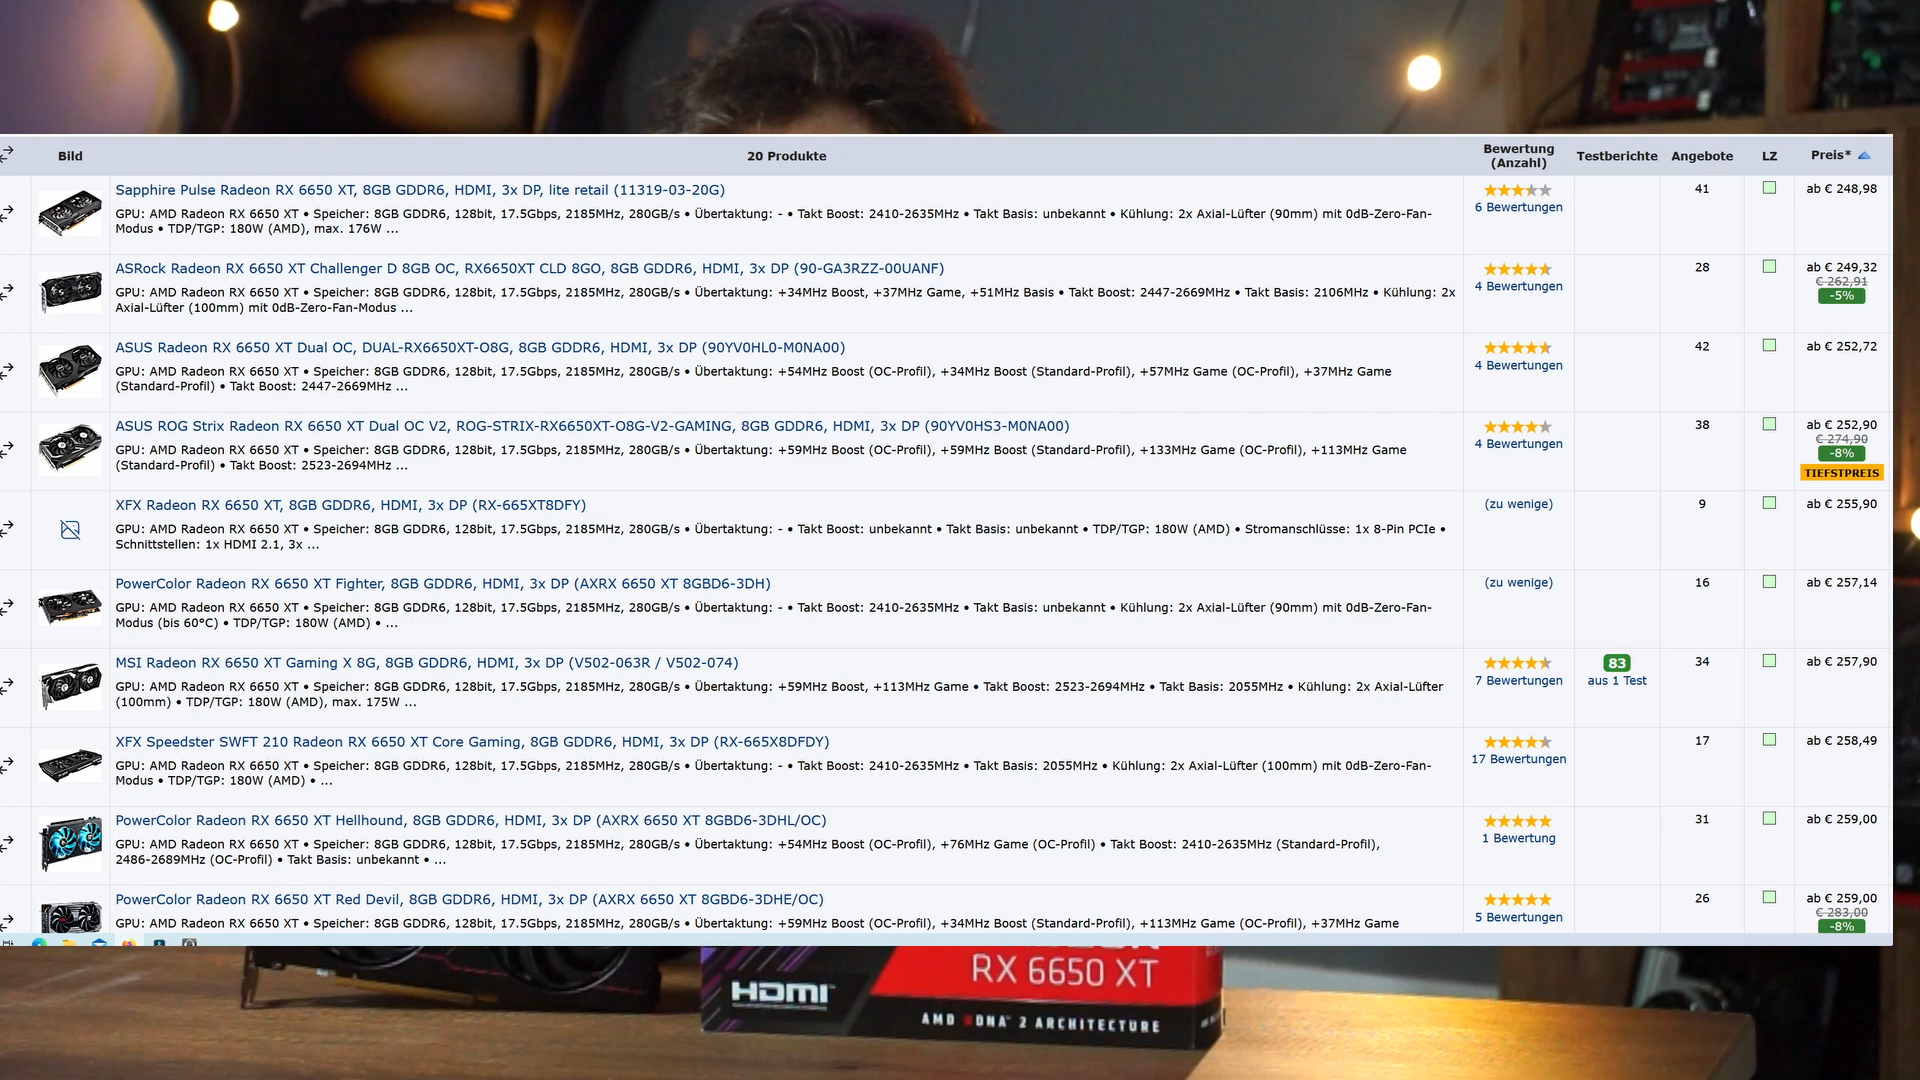 Bild
20 Produkte
Bewertung
(Anzahl)
Testberichte
Angebote
LZ
Preis*
Sapphire Pulse Radeon RX 6650 XT, 8GB GDDR6, HDMI, 3x DP, lite retail (11319-03-20G)
GPU: AMD Radeon RX 6650 XT • Speicher: 8GB GDDR6, 128bit, 17.5Gbps, 2185MHz, 280GB/s • Übertaktung: - • Takt Boost: 2410-2635MHz • Takt Basis: unbekannt • Kühlung: 2x Axial-Lüfter (90mm) mit 0dB-Zero-Fan-
Modus • TDP/TGP: 180W (AMD), max. 176W ...
6 Bewertungen
41
ab € 248,98
ASRock Radeon RX 6650 XT Challenger D 8GB OC, RX6650XT CLD 8GO, 8GB GDDR6, HDMI, 3x DP (90-GA3RZZ-00UANF)
GPU: AMD Radeon RX 6650 XT • Speicher: 8GB GDDR6, 128bit, 17.5Gbps, 2185MHz, 280GB/s • Übertaktung: +34MHz Boost, +37MHz Game, +51MHz Basis • Takt Boost: 2447-2669MHz • Takt Basis: 2106MHz • Kühlung: 2x
Axial-Lüfter (100mm) mit 0dB-Zero-Fan-Modus ...
4 Bewertungen
28
ab € 249,32
€ 262,91
-5%
ASUS Radeon RX 6650 XT Dual OC, DUAL-RX6650XT-O8G, 8GB GDDR6, HDMI, 3x DP (90YV0HL0-M0NA00)
GPU: AMD Radeon RX 6650 XT • Speicher: 8GB GDDR6, 128bit, 17.5Gbps, 2185MHz, 280GB/s • Übertaktung: +54MHz Boost (OC-Profil), +34MHz Boost (Standard-Profil), +57MHz Game (OC-Profil), +37MHz Game
(Standard-Profil) • Takt Boost: 2447-2669MHz ...
4 Bewertungen
42
ab € 252,72
ASUS ROG Strix Radeon RX 6650 XT Dual OC V2, ROG-STRIX-RX6650XT-O8G-V2-GAMING, 8GB GDDR6, HDMI, 3x DP (90YV0HS3-M0NA00)
GPU: AMD Radeon RX 6650 XT • Speicher: 8GB GDDR6, 128bit, 17.5Gbps, 2185MHz, 280GB/s • Übertaktung: +59MHz Boost (OC-Profil), +59MHz Boost (Standard-Profil), +133MHz Game (OC-Profil), +113MHz Game
(Standard-Profil) • Takt Boost: 2523-2694MHz ...
4 Bewertungen
38
ab € 252,90
€ 274,90
-8%
TIEFSTPREIS
XFX Radeon RX 6650 XT, 8GB GDDR6, HDMI, 3x DP (RX-665XT8DFY)
GPU: AMD Radeon RX 6650 XT • Speicher: 8GB GDDR6, 128bit, 17.5Gbps, 2185MHz, 280GB/s • Übertaktung: - • Takt Boost: unbekannt • Takt Basis: unbekannt • TDP/TGP: 180W (AMD) • Stromanschlüsse: 1x 8-Pin PCIe •
Schnittstellen: 1x HDMI 2.1, 3x ...
(zu wenige)
9
ab € 255,90
PowerColor Radeon RX 6650 XT Fighter, 8GB GDDR6, HDMI, 3x DP (AXRX 6650 XT 8GBD6-3DH)
GPU: AMD Radeon RX 6650 XT • Speicher: 8GB GDDR6, 128bit, 17.5Gbps, 2185MHz, 280GB/s • Übertaktung: - • Takt Boost: 2410-2635MHz • Takt Basis: unbekannt • Kühlung: 2x Axial-Lüfter (90mm) mit 0dB-Zero-Fan-
Modus (bis 60°C) • TDP/TGP: 180W (AMD) • ...
(zu wenige)
16
ab € 257,14
MSI Radeon RX 6650 XT Gaming X 8G, 8GB GDDR6, HDMI, 3x DP (V502-063R / V502-074)
GPU: AMD Radeon RX 6650 XT • Speicher: 8GB GDDR6, 128bit, 17.5Gbps, 2185MHz, 280GB/s • Übertaktung: +59MHz Boost, +113MHz Game • Takt Boost: 2523-2694MHz • Takt Basis: 2055MHz • Kühlung: 2x Axial-Lüfter
(100mm) • TDP/TGP: 180W (AMD), max. 175W ...
7 Bewertungen
83
aus 1 Test
34
ab € 257,90
XFX Speedster SWFT 210 Radeon RX 6650 XT Core Gaming, 8GB GDDR6, HDMI, 3x DP (RX-665X8DFDY)
GPU: AMD Radeon RX 6650 XT • Speicher: 8GB GDDR6, 128bit, 17.5Gbps, 2185MHz, 280GB/s • Übertaktung: - • Takt Boost: 2410-2635MHz • Takt Basis: 2055MHz • Kühlung: 2x Axial-Lüfter (100mm) mit 0dB-Zero-Fan-
Modus • TDP/TGP: 180W (AMD) • ...
17 Bewertungen
17
ab € 258,49
PowerColor Radeon RX 6650 XT Hellhound, 8GB GDDR6, HDMI, 3x DP (AXRX 6650 XT 8GBD6-3DHL/OC)
GPU: AMD Radeon RX 6650 XT • Speicher: 8GB GDDR6, 128bit, 17.5Gbps, 2185MHz, 280GB/s • Übertaktung: +54MHz Boost (OC-Profil), +76MHz Game (OC-Profil) • Takt Boost: 2410-2635MHz (Standard-Profil),
2486-2689MHz (OC-Profil) • Takt Basis: unbekannt • ...
1 Bewertung
31
ab € 259,00
PowerColor Radeon RX 6650 XT Red Devil, 8GB GDDR6, HDMI, 3x DP (AXRX 6650 XT 8GBD6-3DHE/OC)
GPU: AMD Radeon RX 6650 XT • Speicher: 8GB GDDR6, 128bit, 17.5Gbps, 2185MHz, 280GB/s • Übertaktung: +59MHz Boost (OC-Profil), +34MHz Boost (Standard-Profil), +113MHz Game (OC-Profil), +37MHz Game
5 Bewertungen
26
ab € 259,00
€ 283,00
-8%
RX 6650 XT
HDMI
AMD RDNA 2 ARCHITECTURE